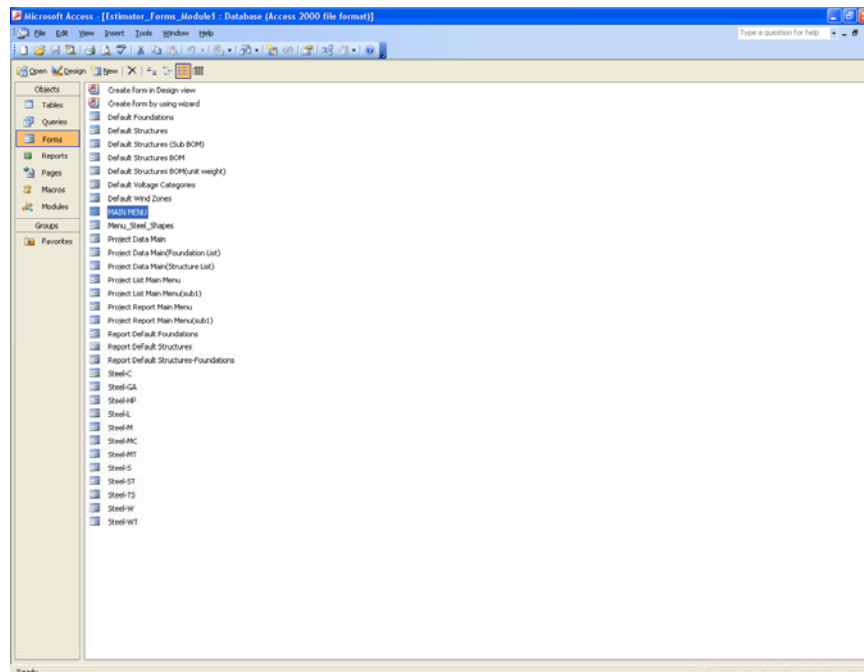 Microsoft Access - [Estimator_Forms_Module1 : Database (Access 2000 file format)]
File Edit View Insert Tools Window Help
Type a question for help
Open Design New
Objects
Tables
Queries
Forms
Reports
Pages
Macros
Modules
Groups
Favorites
Create form in Design view
Create form by using wizard
Default Foundations
Default Structures
Default Structures (Sub BOM)
Default Structures BOM
Default Structures BOM(unit weight)
Default Voltage Categories
Default Wind Zones
MAIN MENU
Menu_Steel_Shapes
Project Data Main
Project Data Main(Foundation List)
Project Data Main(Structure List)
Project List Main Menu
Project List Main Menu(sub1)
Project Report Main Menu
Project Report Main Menu(sub1)
Report Default Foundations
Report Default Structures
Report Default Structures-Foundations
Steel-C
Steel-GA
Steel-HP
Steel-L
Steel-M
Steel-MC
Steel-MT
Steel-S
Steel-ST
Steel-TS
Steel-W
Steel-WT
Ready